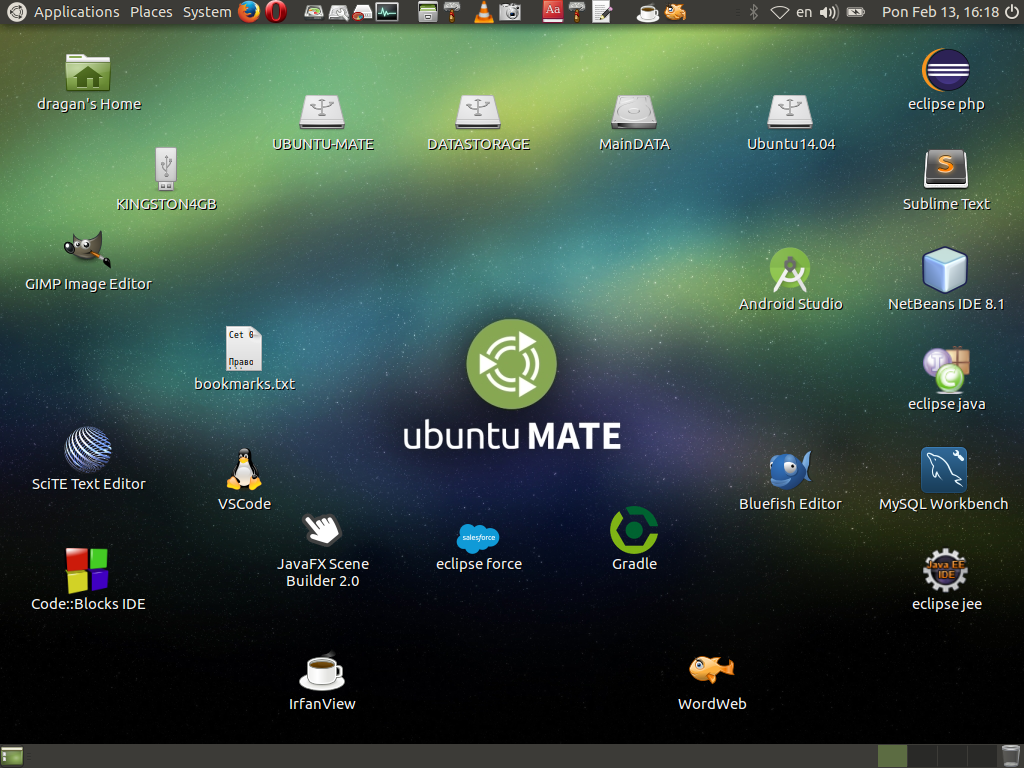 Applications Places System
Aa
en
Pon Feb 13, 16:18
dragan's Home
eclipse php
UBUNTU-MATE
DATASTORAGE
MainDATA
Ubuntu14.04
KINGSTON4GB
S
Sublime Text
GIMP Image Editor
Android Studio
NetBeans IDE 8.1
Сет б
Право
bookmarks.txt
J
C
eclipse java
ubuntu MATE
SciTE Text Editor
VSCode
Bluefish Editor
MySQL Workbench
JavaFX Scene
Builder 2.0
salesforce
eclipse force
Gradle
Java EE
IDE
eclipse jee
Code::Blocks IDE
IrfanView
WordWeb